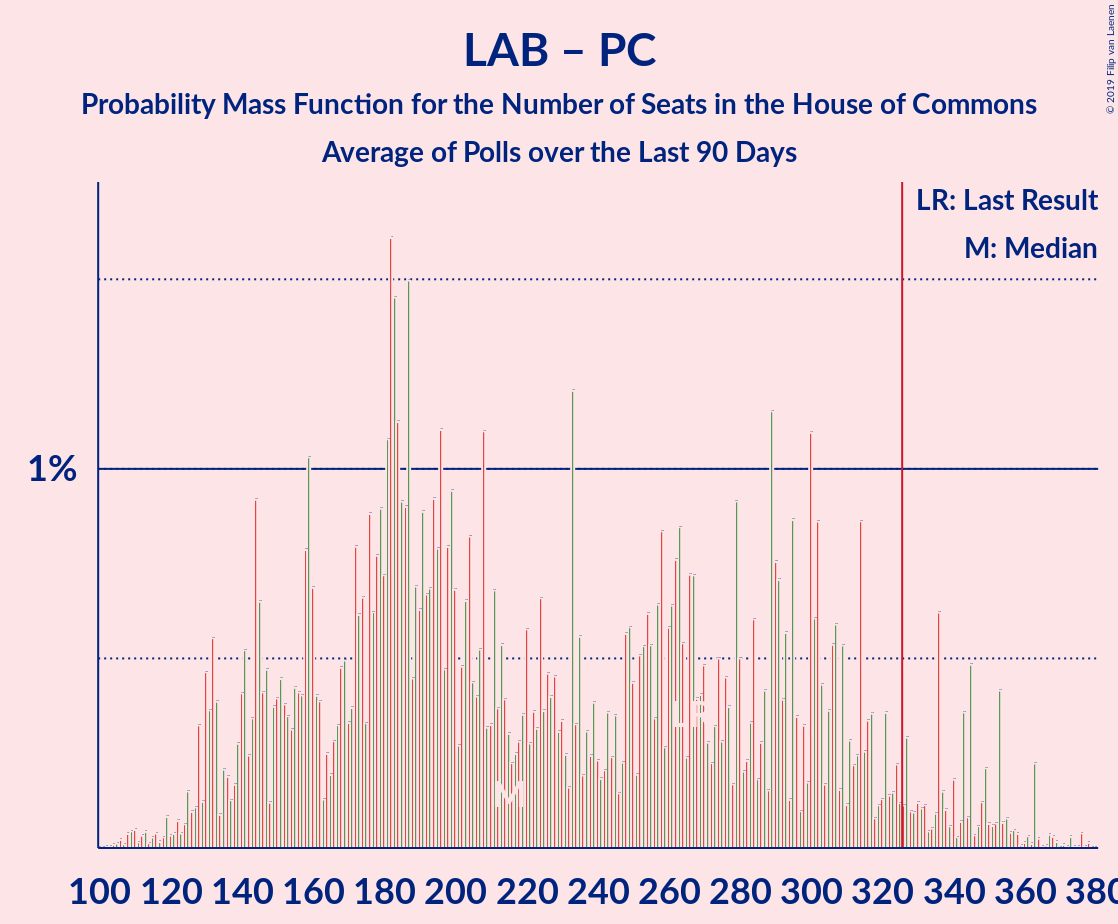 LAB – PC
Probability Mass Function for the Number of Seats in the House of Commons
Average of Polls over the Last 90 Days
© 2019 Filip van Laenen
LR: Last Result
M: Median
1%
LR
M
100 120 140 160 180 200 220 240 260 280 300 320 340 360 380